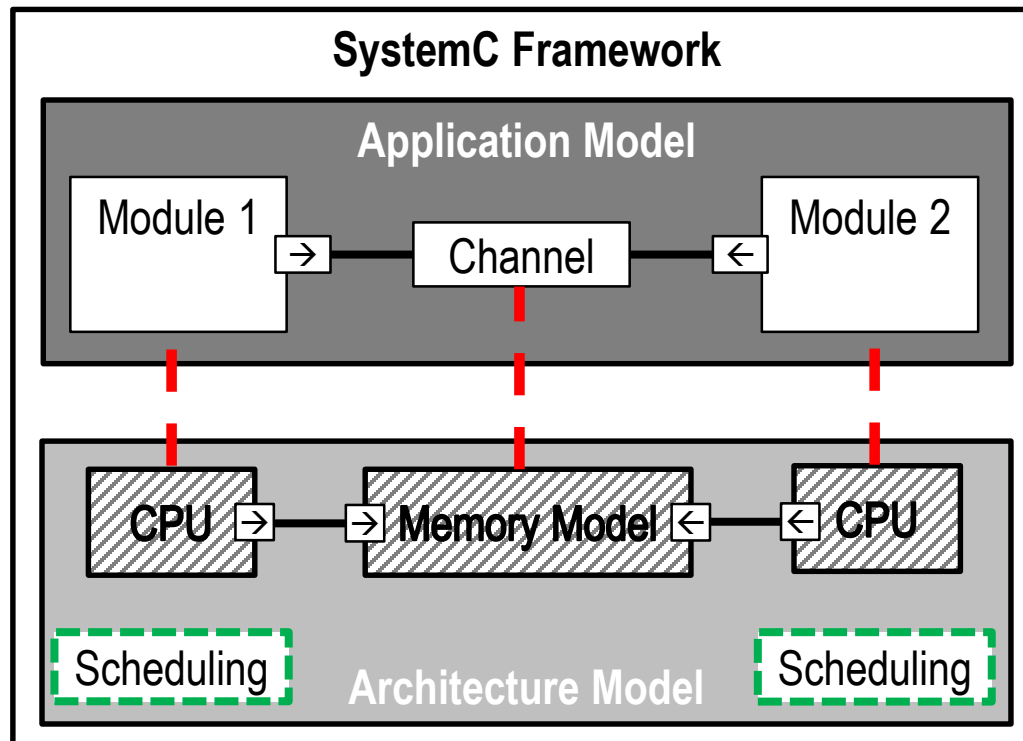 SystemC Framework
Application Model
Module 1
→
Channel
←
Module 2
CPU
→
→
Memory Model
←
←
CPU
Scheduling
Architecture Model
Scheduling